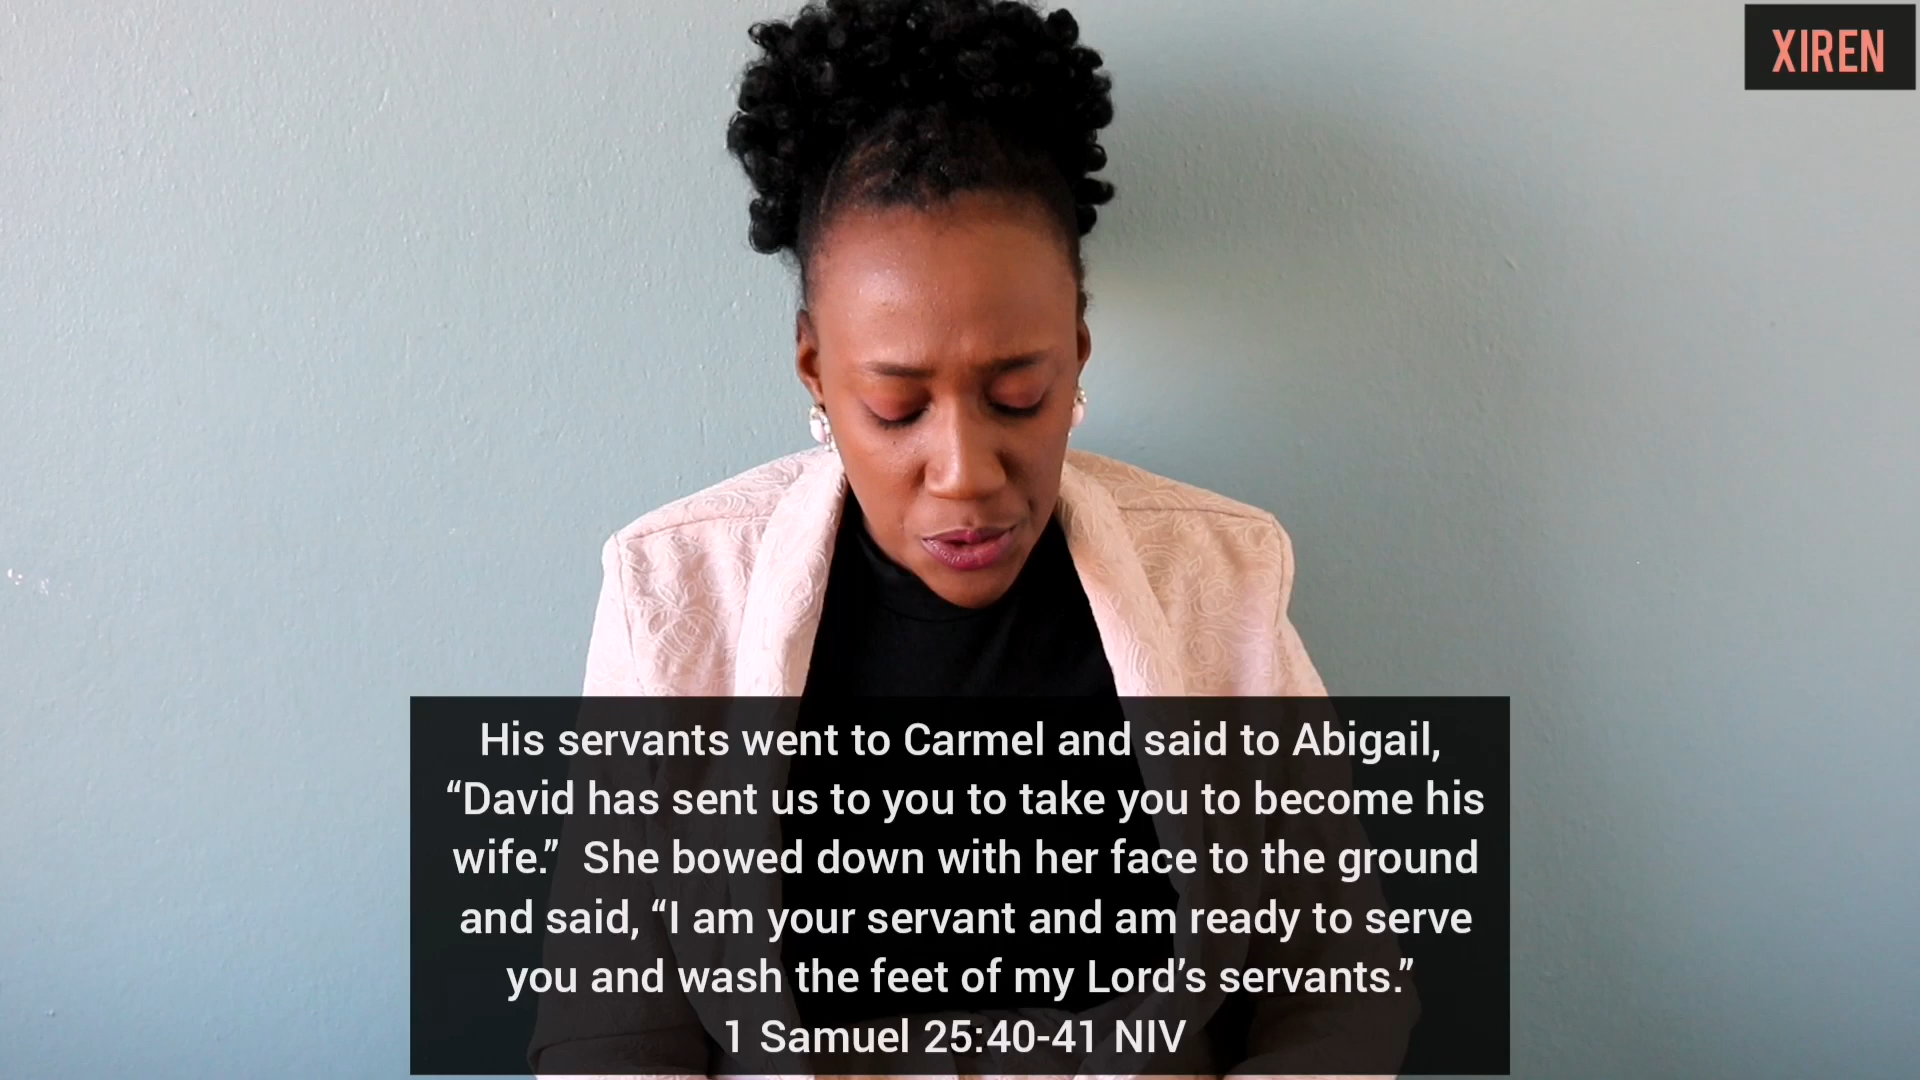 XIREN
His servants went to Carmel and said to Abigail,
“David has sent us to you to take you to become his
wife.”  She bowed down with her face to the ground
and said, “I am your servant and am ready to serve
you and wash the feet of my Lord’s servants.”
1 Samuel 25:40-41 NIV